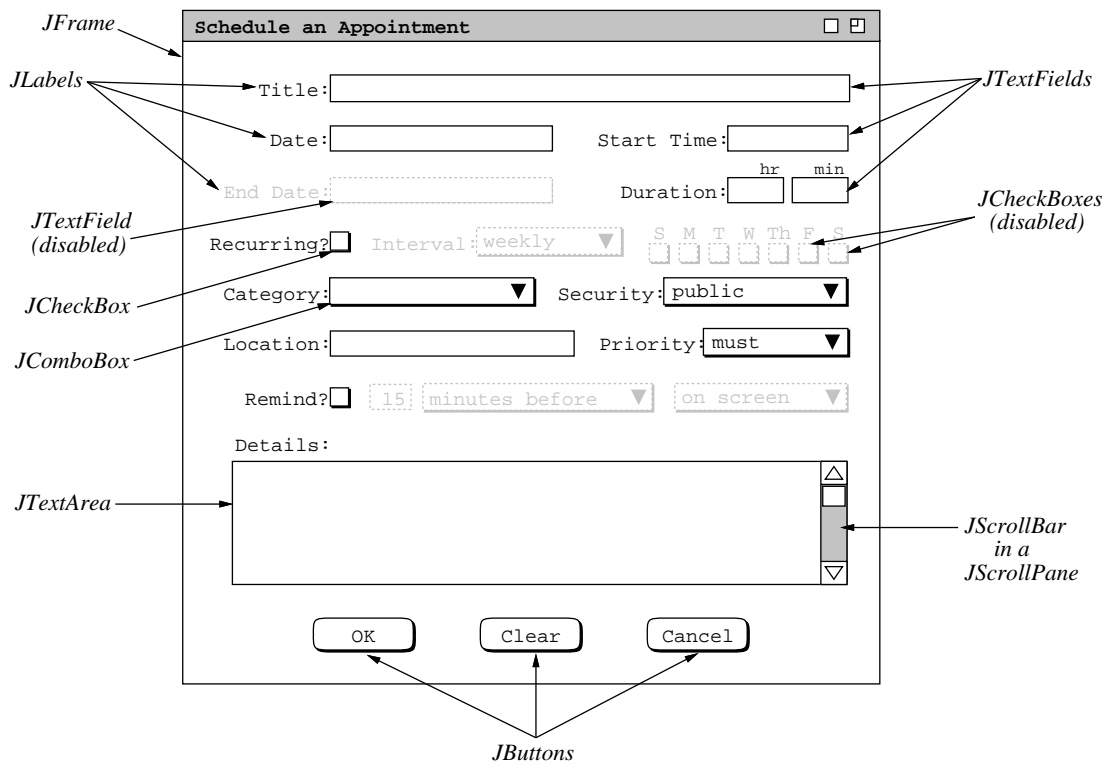 JFrame
Schedule an Appointment
JLabels
Title:
JTextFields
Date:
Start Time:
hr min
End Date:
Duration:
JTextField
(disabled)
JCheckBoxes
(disabled)
Recurring?
Interval: weekly
S M T W Th F S
JCheckBox
Category:
Security: public
JComboBox
Location:
Priority: must
Remind? 15 minutes before on screen
Details:
JTextArea
JScrollBar
in a
JScrollPane
OK Clear Cancel
JButtons